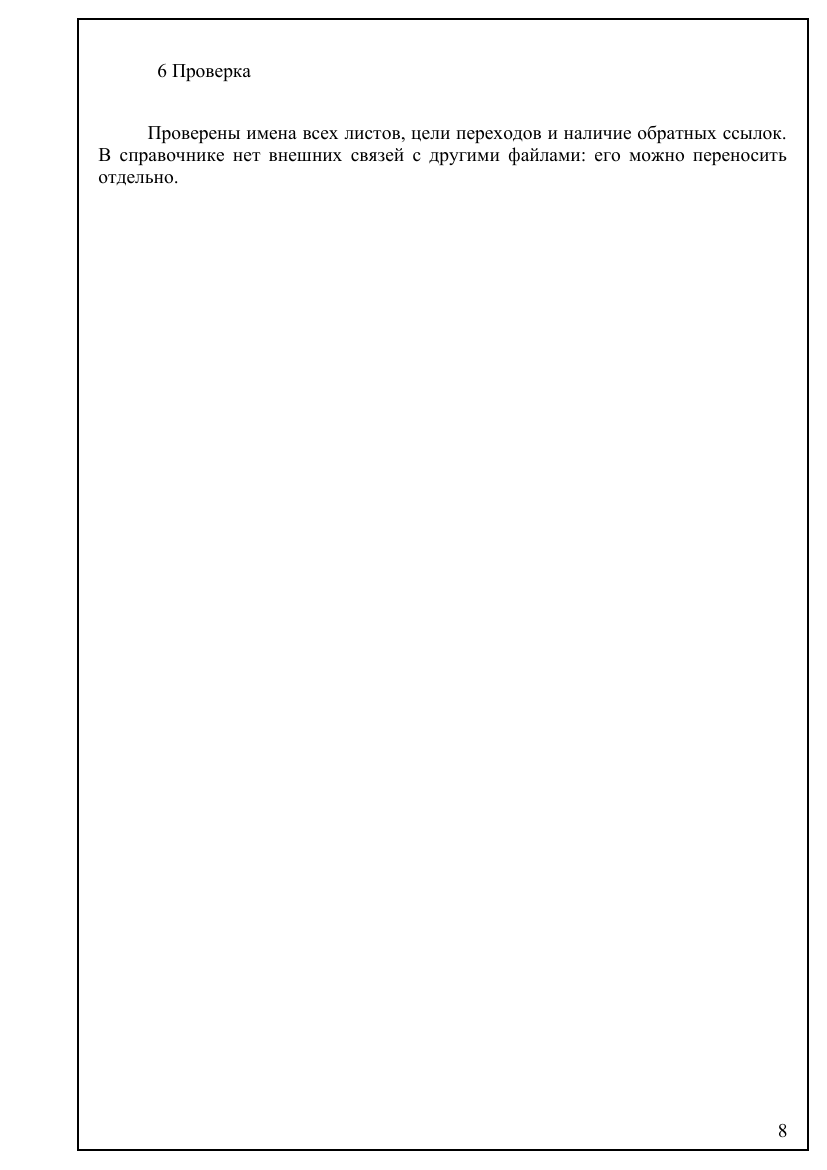 6 Проверка
Проверены имена всех листов, цели переходов и наличие обратных ссылок.
В справочнике нет внешних связей с другими файлами: его можно переносить
отдельно.
8